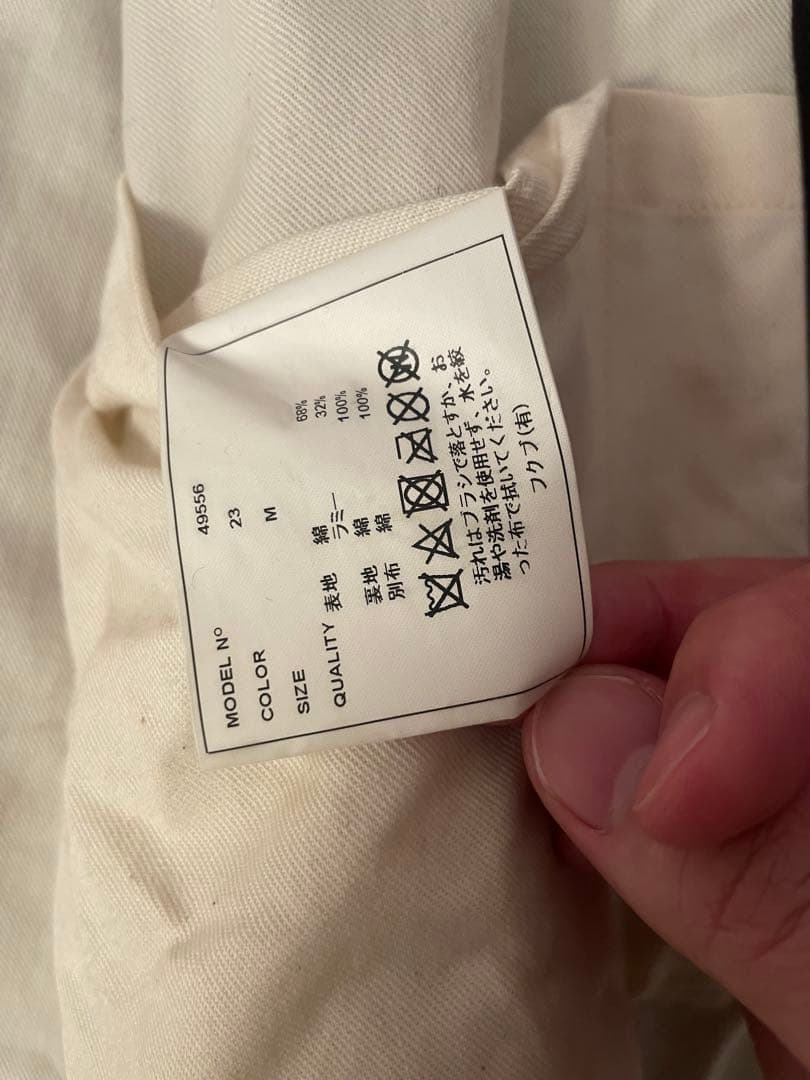 MODEL Nº 49556
COLOR 23
SIZE M
QUALITY 表地 綿 68%
ラミー 32%
裏地 綿 100%
別布 綿 100%
汚れはブラシで落とすか、お
湯や洗剤を使用せず、水を絞
った布で拭いてください。
フクブ(有)